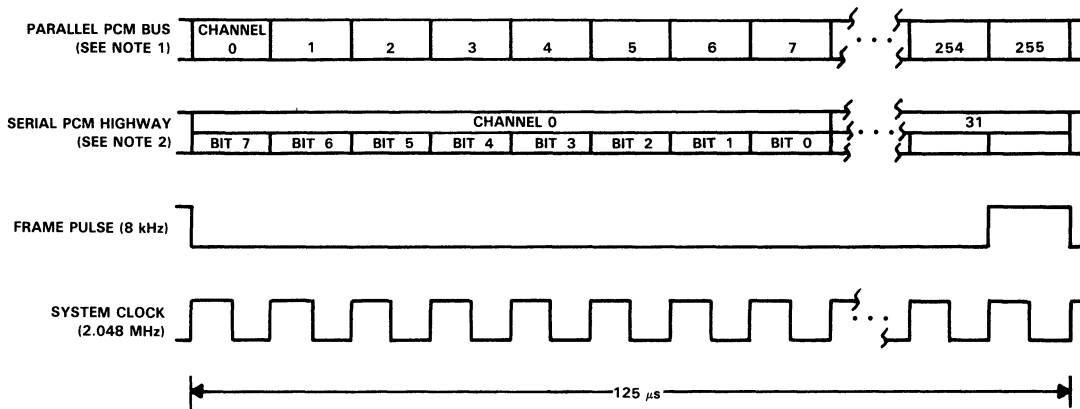 PARALLEL PCM BUS
(SEE NOTE 1)
CHANNEL
0 1 2 3 4 5 6 7 254 255
SERIAL PCM HIGHWAY
(SEE NOTE 2)
CHANNEL 0 31
BIT 7 BIT 6 BIT 5 BIT 4 BIT 3 BIT 2 BIT 1 BIT 0
FRAME PULSE (8 kHz)
SYSTEM CLOCK
(2.048 MHz)
125 μs